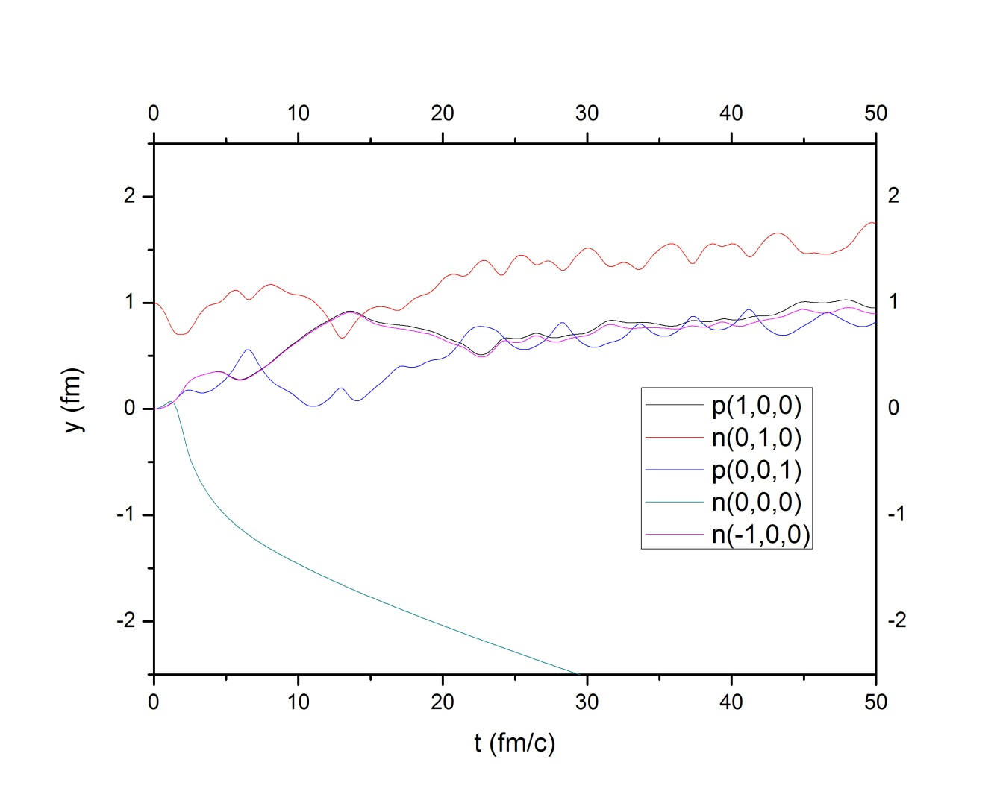 0 10 20 30 40 50
2 2
1 1
0 0
-1 -1
-2 -2
y (fm)
p(1,0,0)
n(0,1,0)
p(0,0,1)
n(0,0,0)
n(-1,0,0)
0 10 20 30 40 50
t (fm/c)